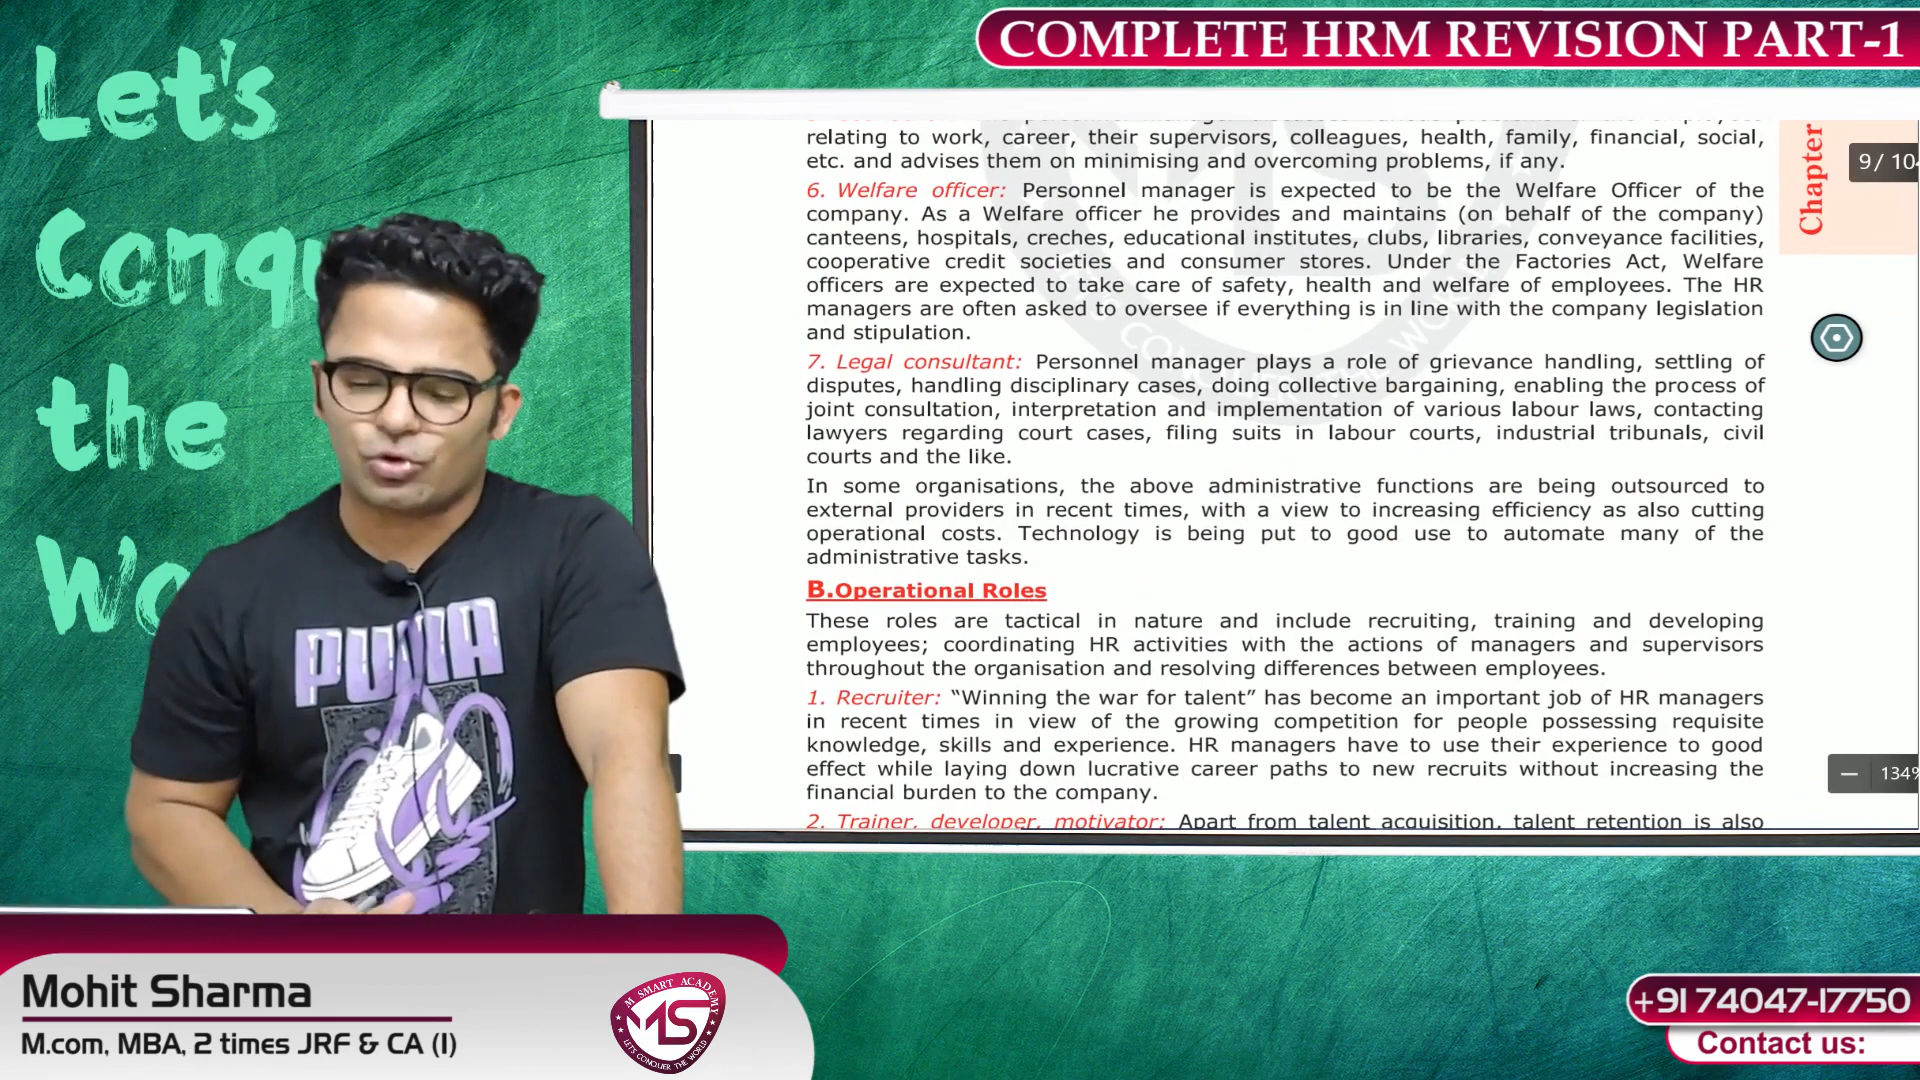 COMPLETE HRM REVISION PART-1
Let's
Conqu
the
Wo
relating to work, career, their supervisors, colleagues, health, family, financial, social,
etc. and advises them on minimising and overcoming problems, if any.
6. Welfare officer: Personnel manager is expected to be the Welfare Officer of the
company. As a Welfare officer he provides and maintains (on behalf of the company)
canteens, hospitals, creches, educational institutes, clubs, libraries, conveyance facilities,
cooperative credit societies and consumer stores. Under the Factories Act, Welfare
officers are expected to take care of safety, health and welfare of employees. The HR
managers are often asked to oversee if everything is in line with the company legislation
and stipulation.
7. Legal consultant: Personnel manager plays a role of grievance handling, settling of
disputes, handling disciplinary cases, doing collective bargaining, enabling the process of
joint consultation, interpretation and implementation of various labour laws, contacting
lawyers regarding court cases, filing suits in labour courts, industrial tribunals, civil
courts and the like.
In some organisations, the above administrative functions are being outsourced to
external providers in recent times, with a view to increasing efficiency as also cutting
operational costs. Technology is being put to good use to automate many of the
administrative tasks.
B.Operational Roles
These roles are tactical in nature and include recruiting, training and developing
employees; coordinating HR activities with the actions of managers and supervisors
throughout the organisation and resolving differences between employees.
1. Recruiter: “Winning the war for talent” has become an important job of HR managers
in recent times in view of the growing competition for people possessing requisite
knowledge, skills and experience. HR managers have to use their experience to good
effect while laying down lucrative career paths to new recruits without increasing the
financial burden to the company.
2. Trainer, developer, motivator: Apart from talent acquisition, talent retention is also
Chapter
9/ 10
134%
PUMA
Mohit Sharma
M.com, MBA, 2 times JRF & CA (I)
M SMART ACADEMY
MS
LET'S CONQUER THE WORLD
+91 74047-17750
Contact us: